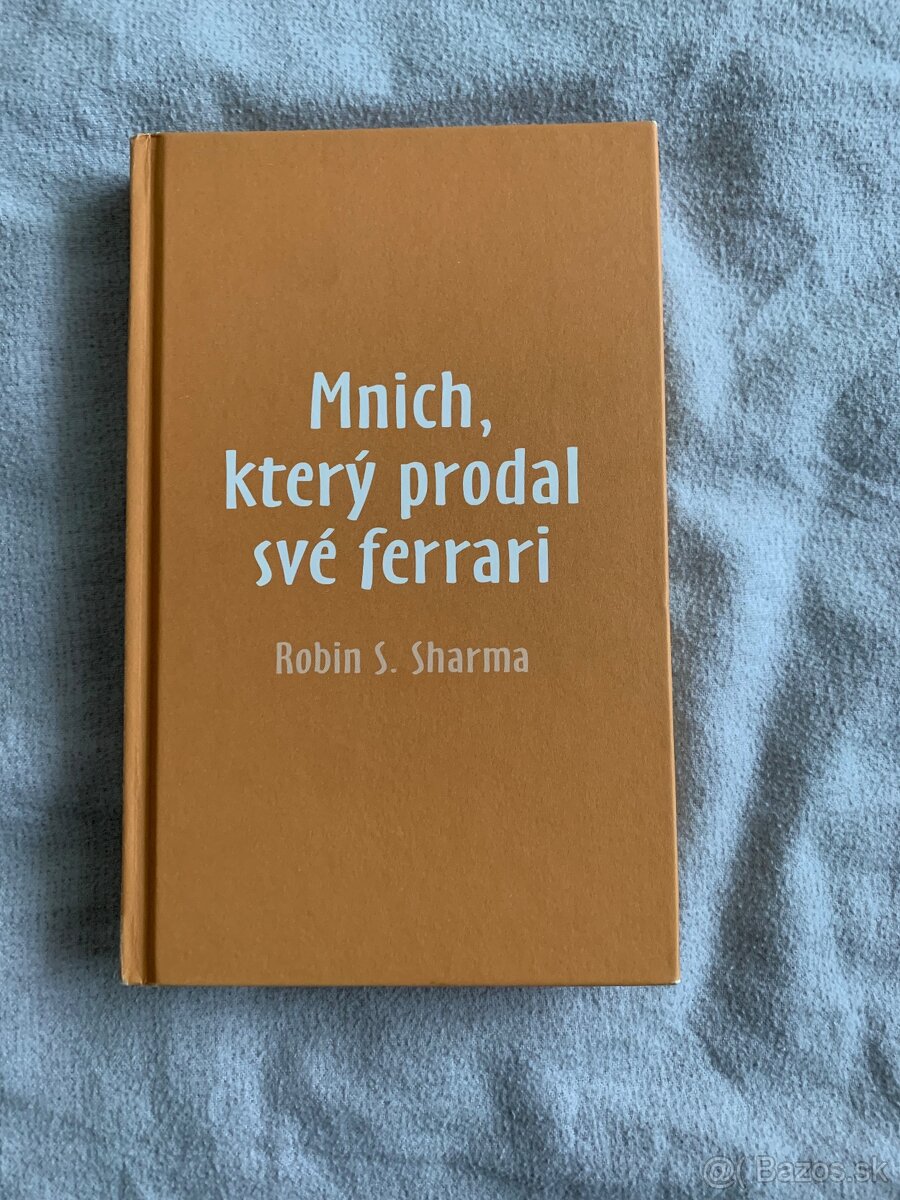 Mnich,
který prodal
své ferrari
Robin S. Sharma
@( Bazos.sk